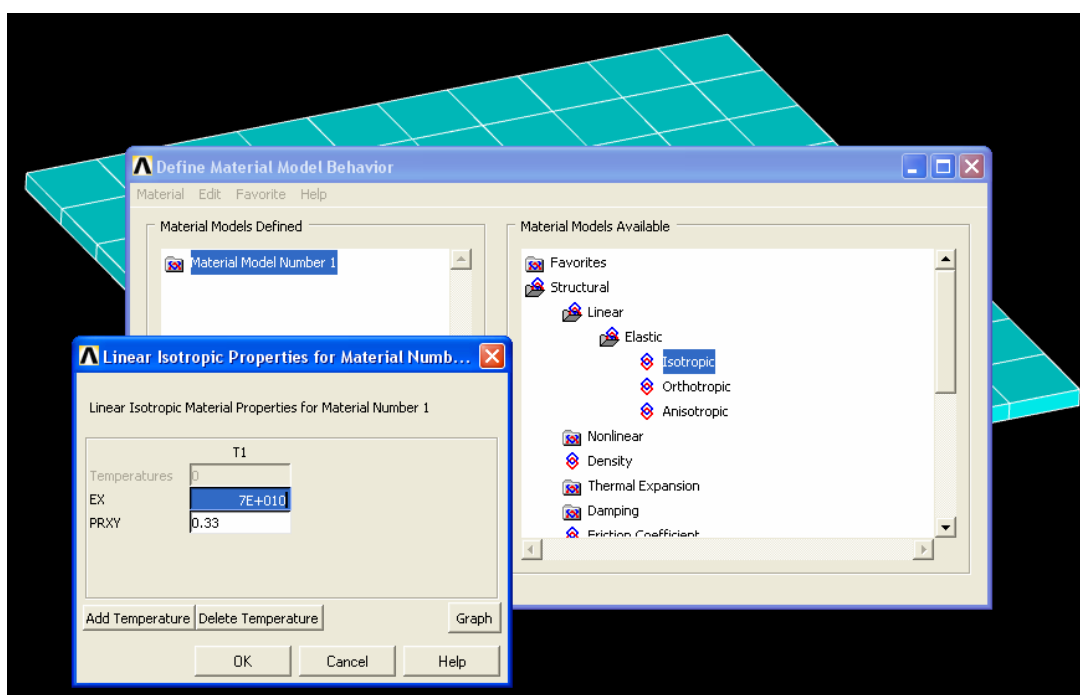 Define Material Model Behavior
Material Edit Favorite Help
Material Models Defined
Material Model Number 1
Material Models Available
Favorites
Structural
Linear
Elastic
Isotropic
Orthotropic
Anisotropic
Nonlinear
Density
Thermal Expansion
Damping
Friction Coefficient
Linear Isotropic Properties for Material Numb...
Linear Isotropic Material Properties for Material Number 1
T1
Temperatures 0
EX 7E+010
PRXY 0.33
Add Temperature Delete Temperature Graph
OK Cancel Help